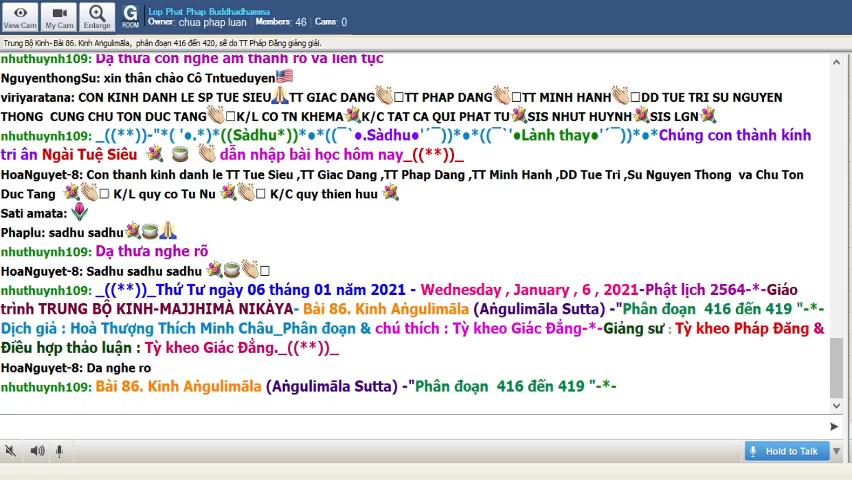 View Cam
My Cam
Enlarge
G
ROOM
Lop Phat Phap Buddhadhamma
Owner: chua phap luan  Members: 46  Cams: 0
Trung Bộ Kinh- Bài 86. Kinh Aṅgulimāla,  phân đoạn 416 đến 420, sẽ do TT Pháp Đăng giảng giải.
nhuthuynh109: Dạ thưa con nghe âm thanh rõ và liên tục
NguyenthongSu: xin thân chào Cô Tntueduyen🇺🇸
viriyaratana: CON KINH DANH LE SP TUE SIEU🙏TT GIAC DANG👏□TT PHAP DANG👏□TT MINH HANH👏□DD TUE TRI SU NGUYEN
THONG  CUNG CHU TON DUC TANG👏□K/L CO TN KHEMA💐K/C TAT CA QUI PHAT TU💐SIS NHUT HUYNH💐SIS LGN💐
nhuthuynh109: _((**))-"*( '●.*)*((Sàdhu*))*●*((¯`●.Sàdhu●'´¯))*●*((¯`'●Lành thay●'´¯))*●*Chúng con thành kính
tri ân Ngài Tuệ Siêu 💐 🍵 👏 dẫn nhập bài học hôm nay_((**))_
HoaNguyet-8: Con thanh kinh danh le TT Tue Sieu ,TT Giac Dang ,TT Phap Dang ,TT Minh Hanh ,DD Tue Tri ,Su Nguyen Thong  va Chu Ton
Duc Tang 💐👏□ K/L quy co Tu Nu 💐👏□ K/C quy thien huu 💐
Sati amata: 🌷
Phaplu: sadhu sadhu💐🍵🙏
nhuthuynh109: Dạ thưa nghe rõ
HoaNguyet-8: Sadhu sadhu sadhu 💐🍵👏□
nhuthuynh109: _((**))_Thứ Tư ngày 06 tháng 01 năm 2021 - Wednesday , January , 6 , 2021-Phật lịch 2564-*-Giáo
trình TRUNG BỘ KINH-MAJJHIMÀ NIKÀYA- Bài 86. Kinh Aṅgulimāla (Aṅgulimāla Sutta) -"Phân đoạn  416 đến 419 "-*-
Dịch giả : Hoà Thượng Thích Minh Châu_Phân đoạn & chú thích : Tỳ kheo Giác Đẳng-*-Giảng sư : Tỳ kheo Pháp Đăng &
Điều hợp thảo luận : Tỳ kheo Giác Đẳng._((**))_
HoaNguyet-8: Da nghe ro
nhuthuynh109: Bài 86. Kinh Aṅgulimāla (Aṅgulimāla Sutta) -"Phân đoạn  416 đến 419 "-*-
Hold to Talk